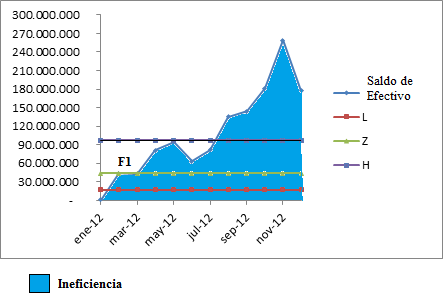 300.000.000
270.000.000
240.000.000
210.000.000
180.000.000
150.000.000
120.000.000
90.000.000
60.000.000
30.000.000
-
F1
ene-12
mar-12
may-12
jul-12
sep-12
nov-12
Saldo de
Efectivo
L
Z
H
Ineficiencia